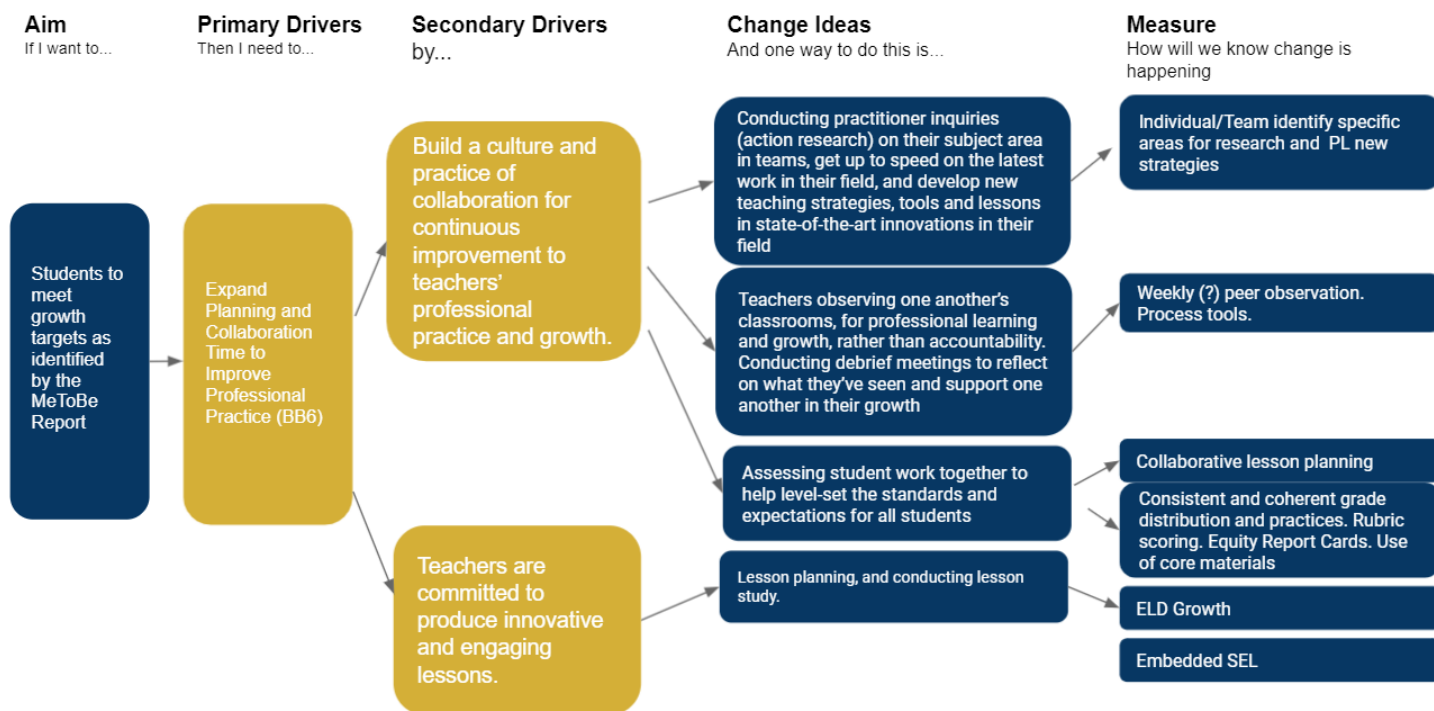 Aim
If I want to...
Primary Drivers
Then I need to...
Secondary Drivers
by...
Change Ideas
And one way to do this is...
Measure
How will we know change is
happening
Students to
meet
growth
targets as
identified
by the
MeToBe
Report
Expand
Planning and
Collaboration
Time to
Improve
Professional
Practice (BB6)
Build a culture and
practice of
collaboration for
continuous
improvement to
teachers’
professional
practice and growth.
Teachers are
committed to
produce innovative
and engaging
lessons.
Conducting practitioner inquiries
(action research) on their subject area
in teams, get up to speed on the latest
work in their field, and develop new
teaching strategies, tools and lessons
in state-of-the-art innovations in their
field
Teachers observing one another’s
classrooms, for professional learning
and growth, rather than accountability.
Conducting debrief meetings to reflect
on what they’ve seen and support one
another in their growth
Assessing student work together to
help level-set the standards and
expectations for all students
Lesson planning, and conducting lesson
study.
Individual/Team identify specific
areas for research and PL new
strategies
Weekly (?) peer observation.
Process tools.
Collaborative lesson planning
Consistent and coherent grade
distribution and practices. Rubric
scoring. Equity Report Cards. Use
of core materials
ELD Growth
Embedded SEL